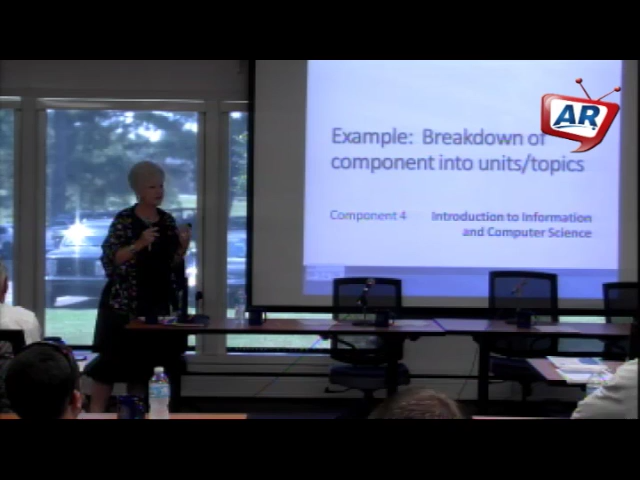 AR
Example: Breakdown of
component into units/topics
Component 4 Introduction to Information
and Computer Science